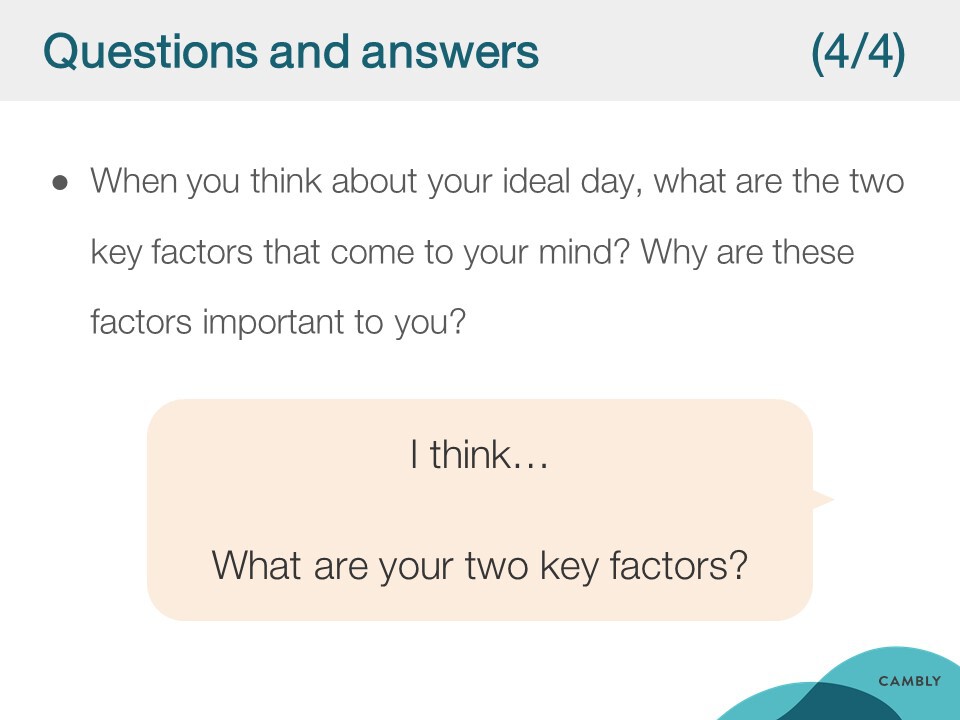 Questions and answers (4/4)
● When you think about your ideal day, what are the two
key factors that come to your mind? Why are these
factors important to you?
I think…
What are your two key factors?
CAMBLY